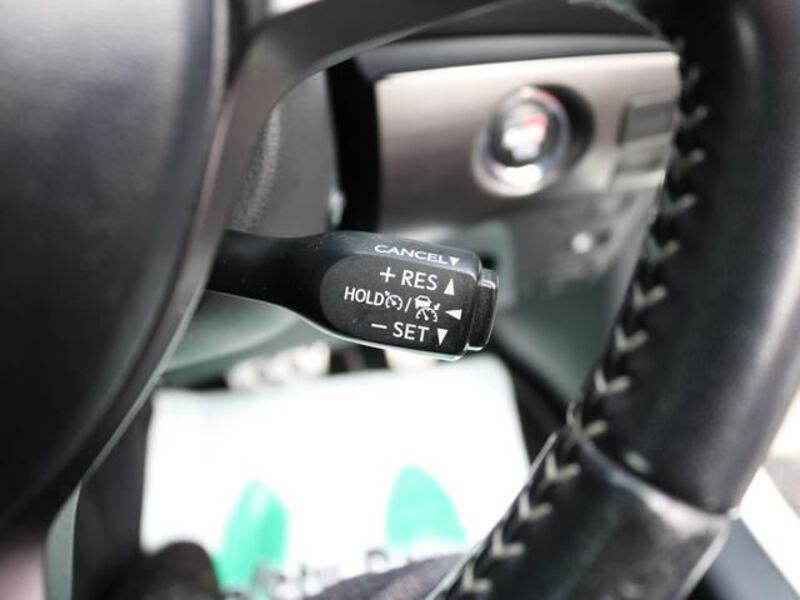 CANCEL▼
+ RES ▲
HOLD / ◀
− SET ▼